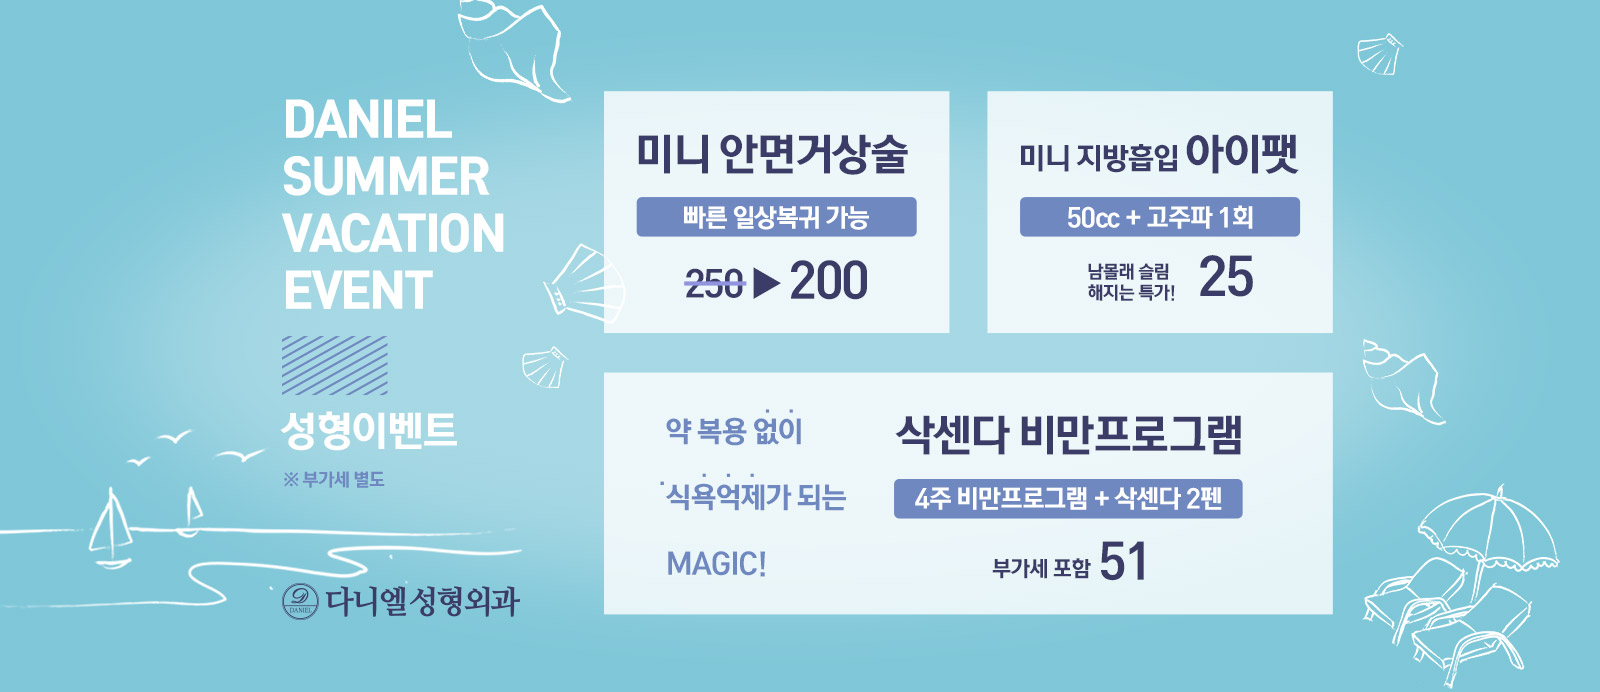 DANIEL
SUMMER
VACATION
EVENT
성형이벤트
※ 부가세 별도
DANIEL
다니엘성형외과
미니 안면거상술
빠른 일상복귀 가능
250 ▶ 200
미니 지방흡입 아이팻
50cc + 고주파 1회
남몰래 슬림
해지는 특가!
25
약 복용 없이
식욕억제가 되는
MAGIC!
삭센다 비만프로그램
4주 비만프로그램 + 삭센다 2펜
부가세 포함 51